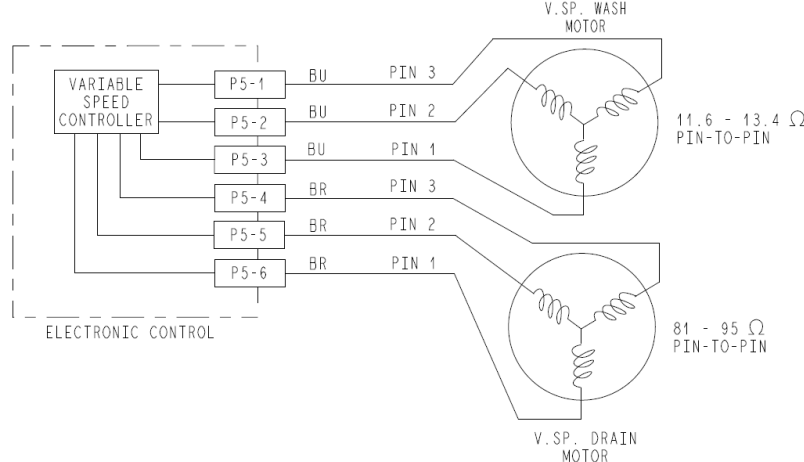 V.SP. WASH
MOTOR
VARIABLE
SPEED
CONTROLLER
P5-1
BU
PIN 3
P5-2
BU
PIN 2
P5-3
BU
PIN 1
P5-4
BR
PIN 3
P5-5
BR
PIN 2
P5-6
BR
PIN 1
11.6 - 13.4 Ω
PIN-TO-PIN
ELECTRONIC CONTROL
81 - 95 Ω
PIN-TO-PIN
V.SP. DRAIN
MOTOR